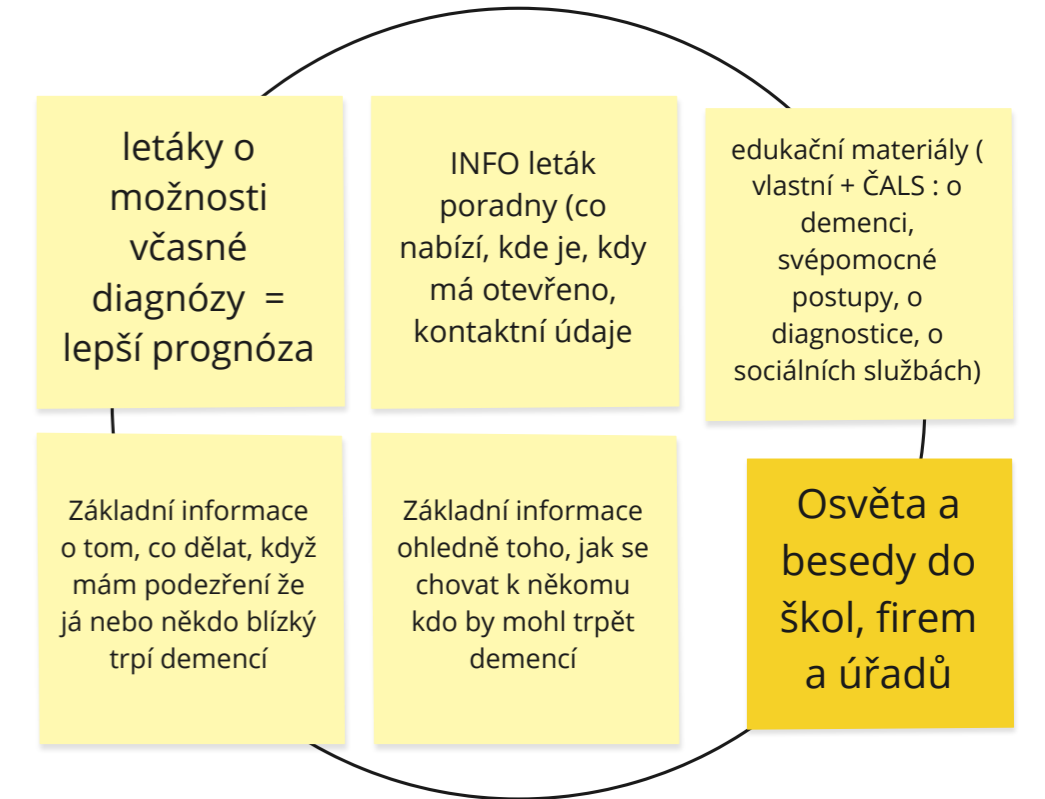 letáky o
možnosti
včasné
diagnózy =
lepší prognóza
INFO leták
poradny (co
nabízí, kde je, kdy
má otevřeno,
kontaktní údaje
edukační materiály (
vlastní + ČALS : o
demenci,
svépomocné
postupy, o
diagnostice, o
sociálních službách)
Základní informace
o tom, co dělat, když
mám podezření že
já nebo někdo blízký
trpí demencí
Základní informace
ohledně toho, jak se
chovat k někomu
kdo by mohl trpět
demencí
Osvěta a
besedy do
škol, firem
a úřadů